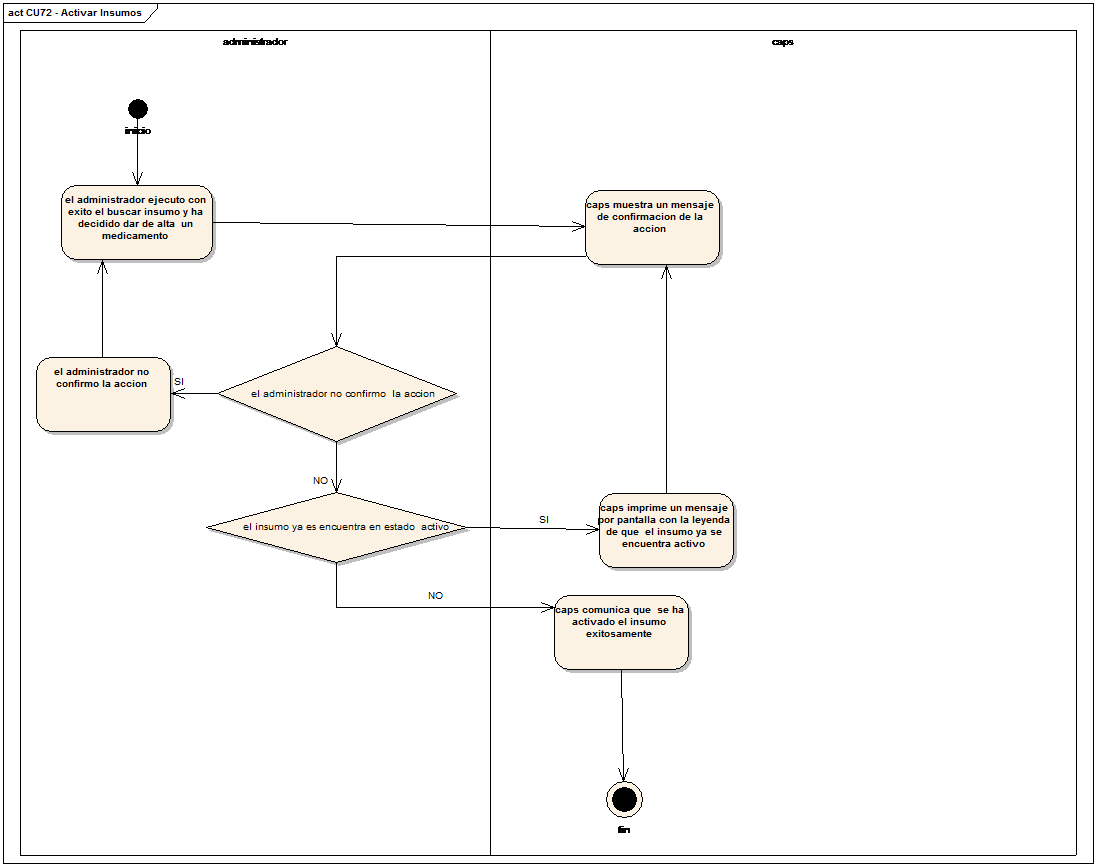 act CU72 - Activar Insumos
administrador
caps
inicio
el administrador ejecuto con
exito el buscar insumo y ha
decidido dar de alta un
medicamento
caps muestra un mensaje
de confirmacion de la
accion
el administrador no
confirmo la accion
SI
el administrador no confirmo la accion
NO
el insumo ya es encuentra en estado activo
SI
caps imprime un mensaje
por pantalla con la leyenda
de que el insumo ya se
encuentra activo
NO
caps comunica que se ha
activado el insumo
exitosamente
fin